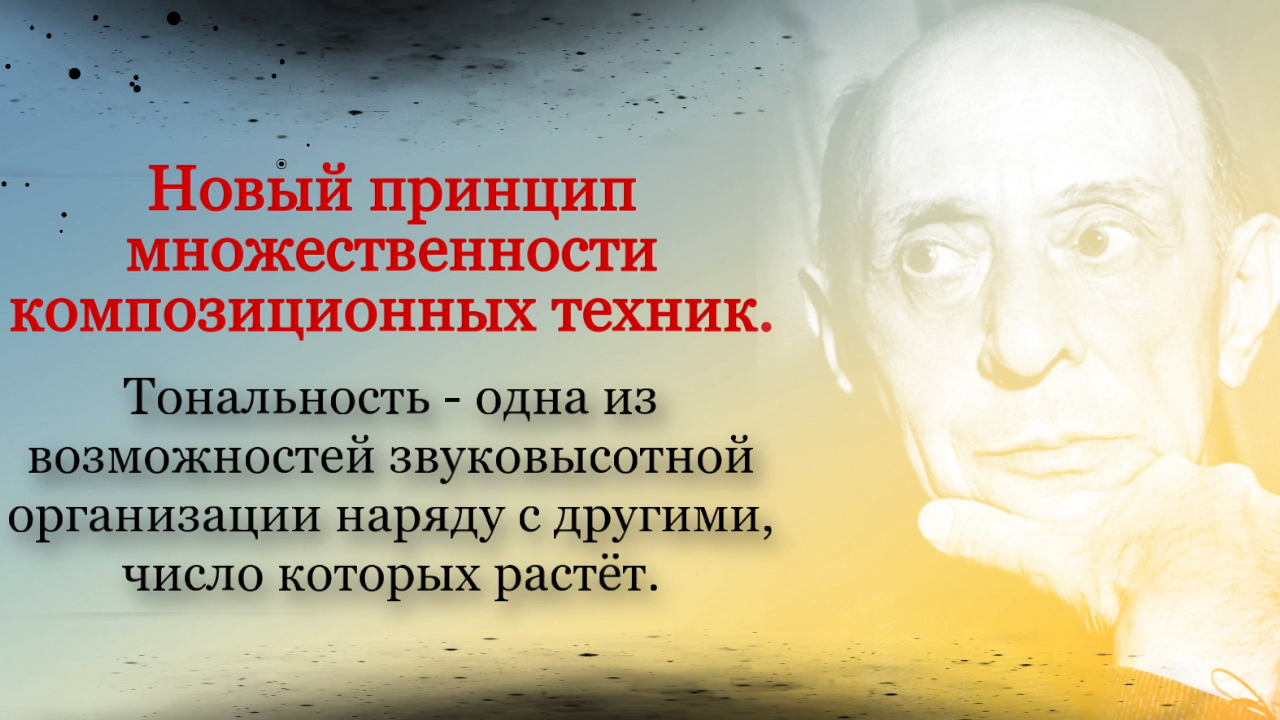 Новый принцип
множественности
композиционных техник.
Тональность - одна из
возможностей звуковысотной
организации наряду с другими,
число которых растёт.